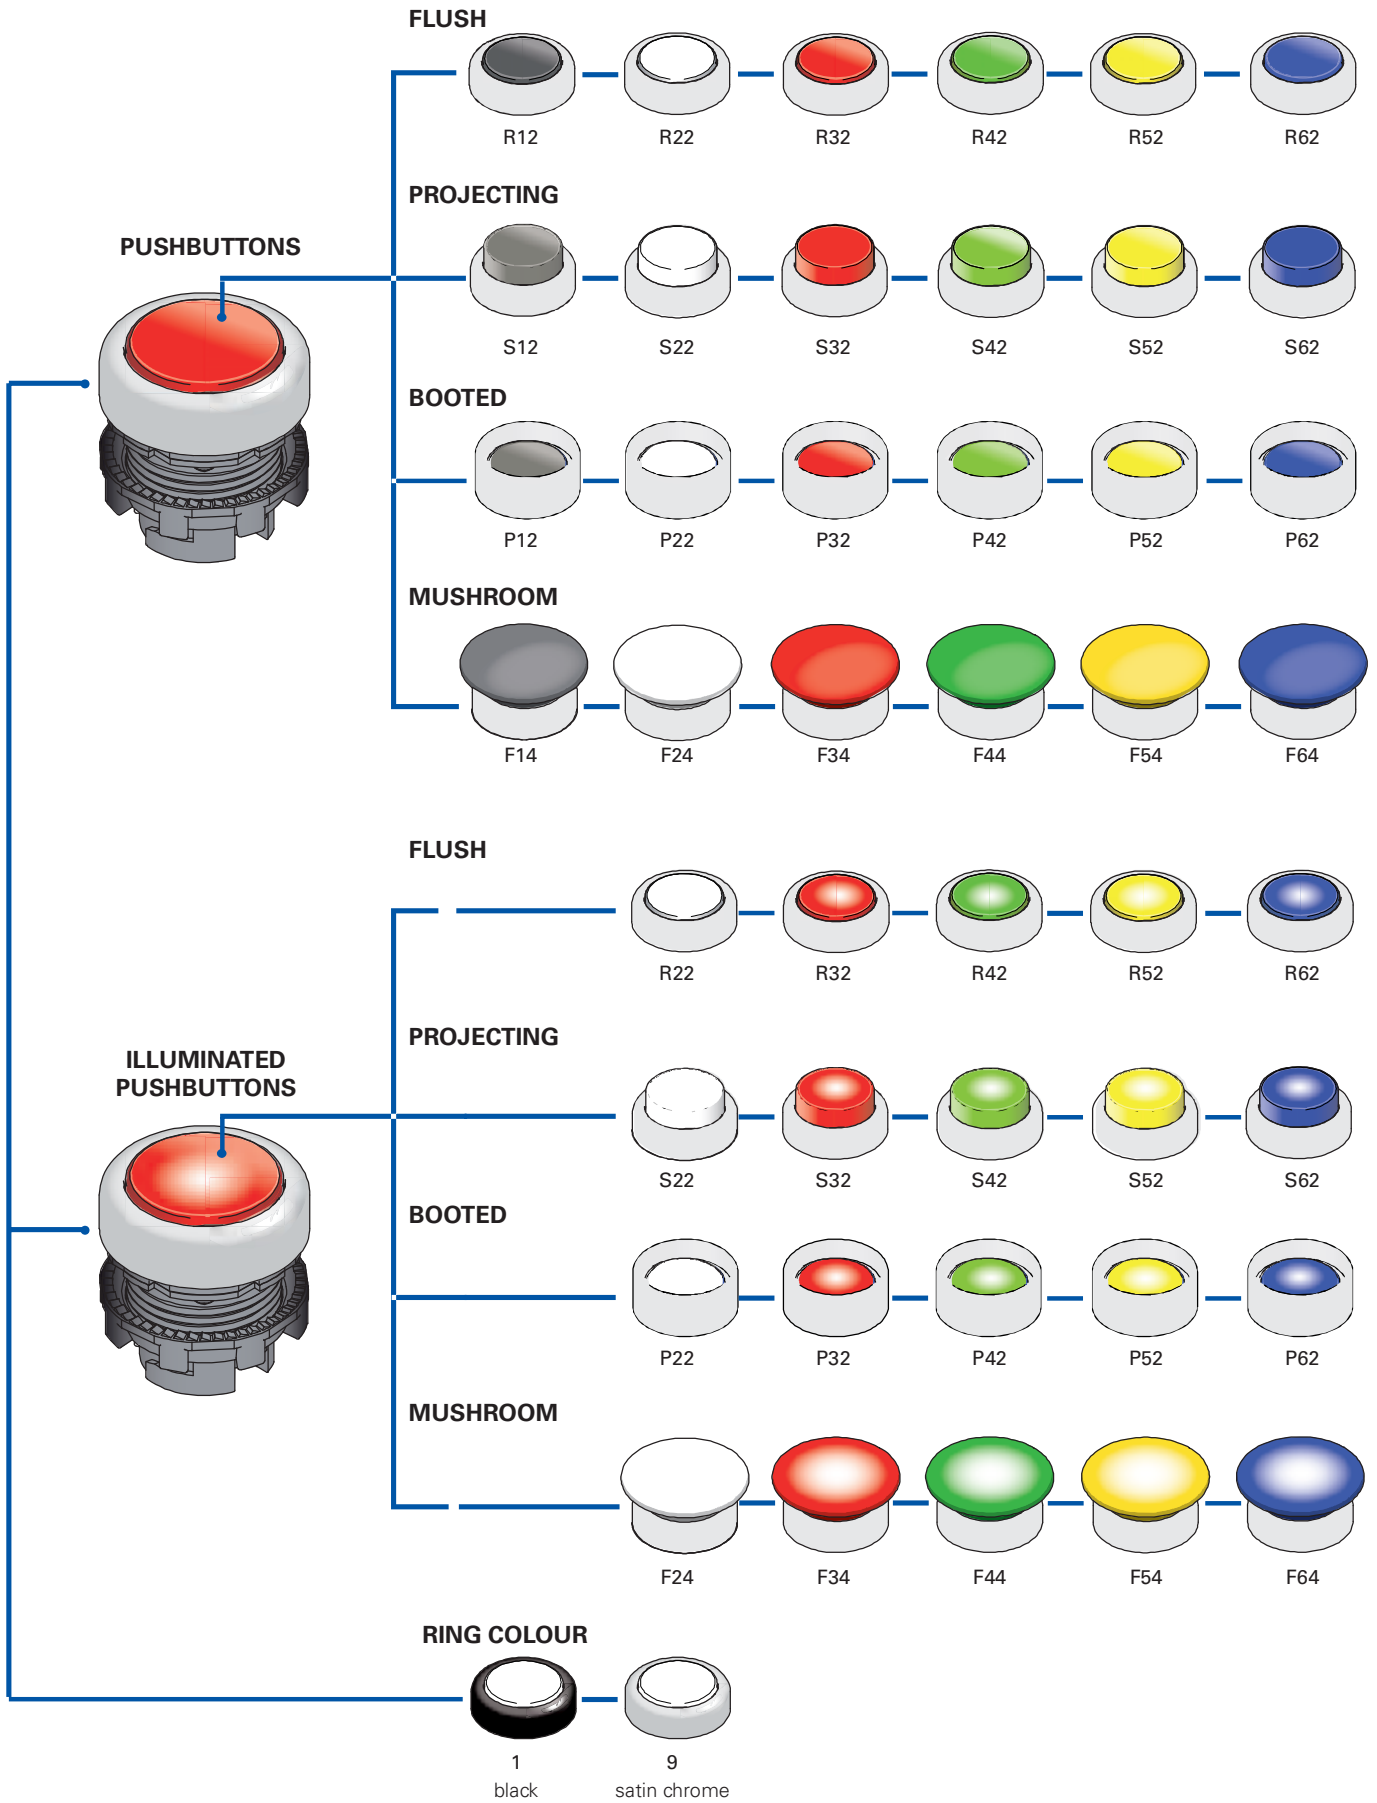 FLUSH
R12 R22 R32 R42 R52 R62
PROJECTING
PUSHBUTTONS
S12 S22 S32 S42 S52 S62
BOOTED
P12 P22 P32 P42 P52 P62
MUSHROOM
F14 F24 F34 F44 F54 F64
FLUSH
R22 R32 R42 R52 R62
PROJECTING
ILLUMINATED
PUSHBUTTONS
S22 S32 S42 S52 S62
BOOTED
P22 P32 P42 P52 P62
MUSHROOM
F24 F34 F44 F54 F64
RING COLOUR
1 9
black satin chrome